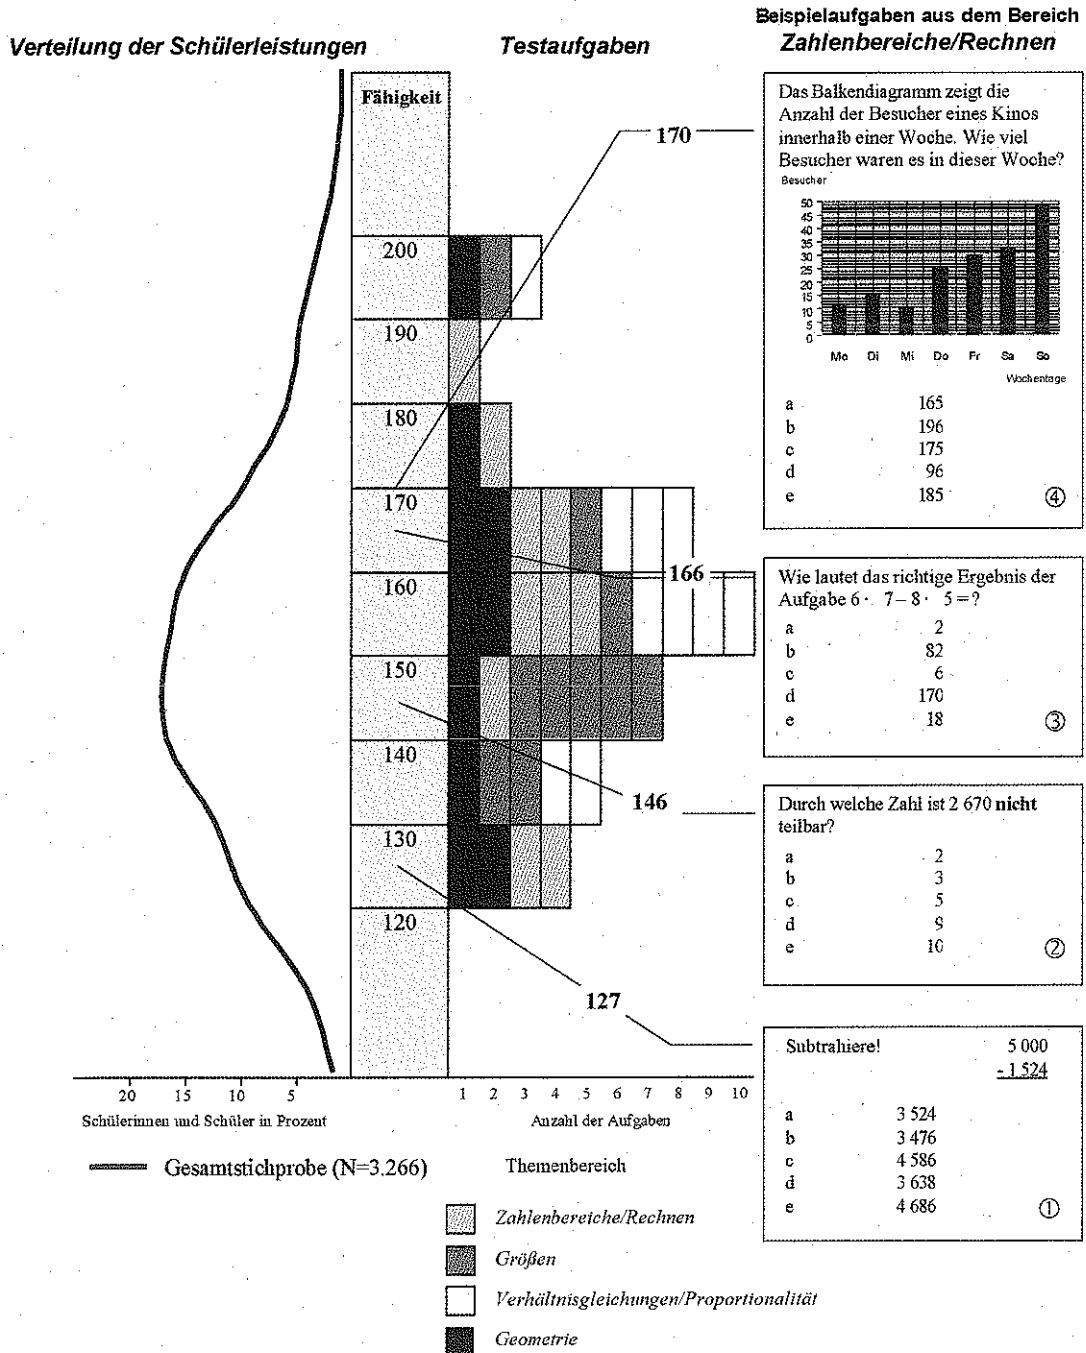 Beispielaufgaben aus dem Bereich
Verteilung der Schülerleistungen
Testaufgaben
Zahlenbereiche/Rechnen
Fähigkeit
200
190
180
170
160
150
140
130
120
170
166
146
127
20 15 10 5
Schülerinnen und Schüler in Prozent
1 2 3 4 5 6 7 8 9 10
Anzahl der Aufgaben
Gesamtstichprobe (N=3.266)
Themenbereich
Zahlenbereiche/Rechnen
Größen
Verhältnisgleichungen/Proportionalität
Geometrie
Das Balkendiagramm zeigt die
Anzahl der Besucher eines Kinos
innerhalb einer Woche. Wie viel
Besucher waren es in dieser Woche?
Besucher
50
45
40
35
30
25
20
15
10
5
0
Mo Di Mi Do Fr Sa So
Wochentage
a 165
b 196
c 175
d 96
e 185 ④
Wie lautet das richtige Ergebnis der
Aufgabe 6 · 7 – 8 · 5 = ?
a 2
b 82
c 6
d 170
e 18 ③
Durch welche Zahl ist 2 670 nicht
teilbar?
a 2
b 3
c 5
d 9
e 10 ②
Subtrahiere! 5 000
- 1 524
a 3 524
b 3 476
c 4 586
d 3 638
e 4 686 ①